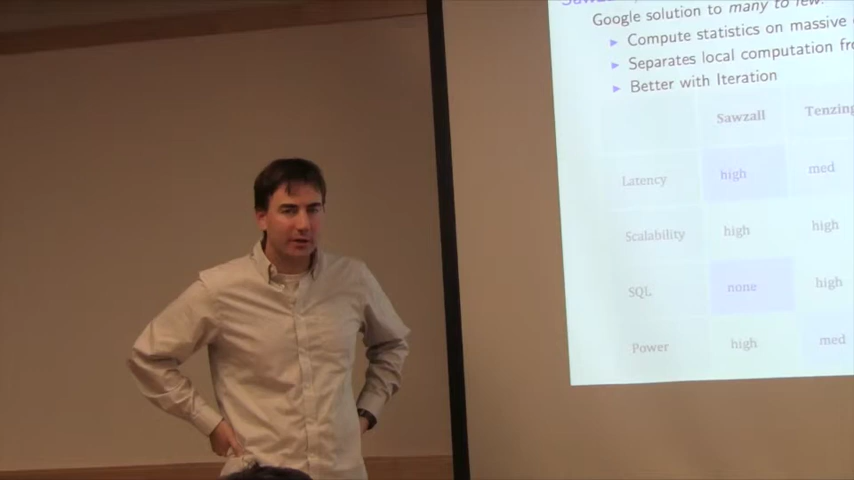 Google solution to many to few.
▶ Compute statistics on massive
▶ Separates local computation
▶ Better with Iteration
Sawzall Tenzing
Latency high med
Scalability high high
SQL none high
Power high med